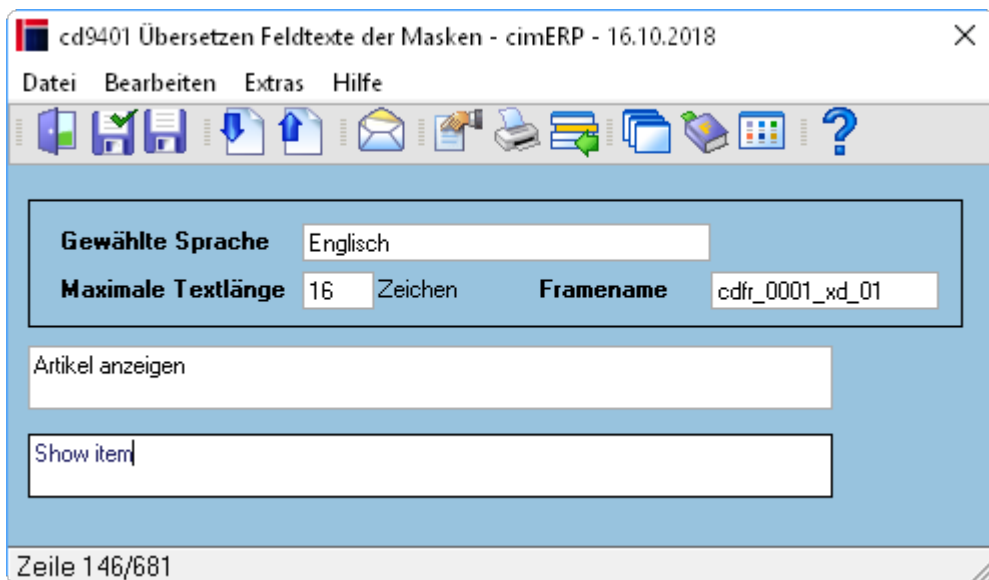 cd9401 Übersetzen Feldtexte der Masken - cimERP - 16.10.2018
Datei Bearbeiten Extras Hilfe
Gewählte Sprache Englisch
Maximale Textlänge 16 Zeichen Framename cdfr_0001_xd_01
Artikel anzeigen
Show item
Zeile 146/681